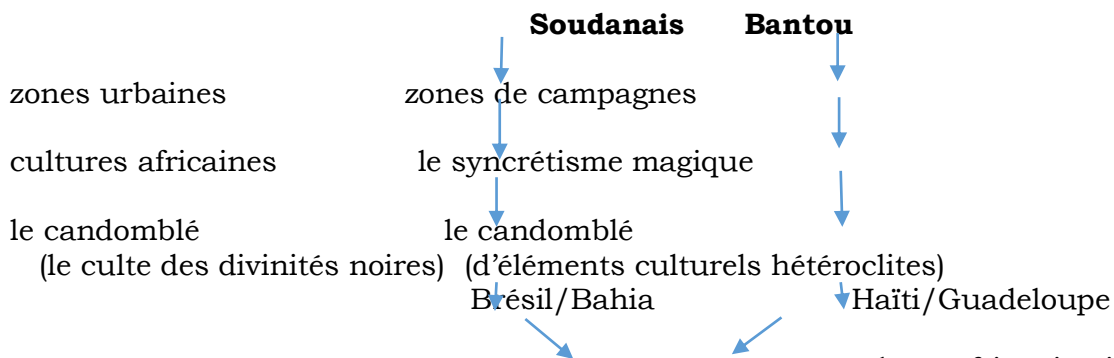 Soudanais Bantou
zones urbaines zones de campagnes
cultures africaines le syncrétisme magique
le candomblé le candomblé
(le culte des divinités noires) (d'éléments culturels hétéroclites)
Brésil/Bahia Haïti/Guadeloupe